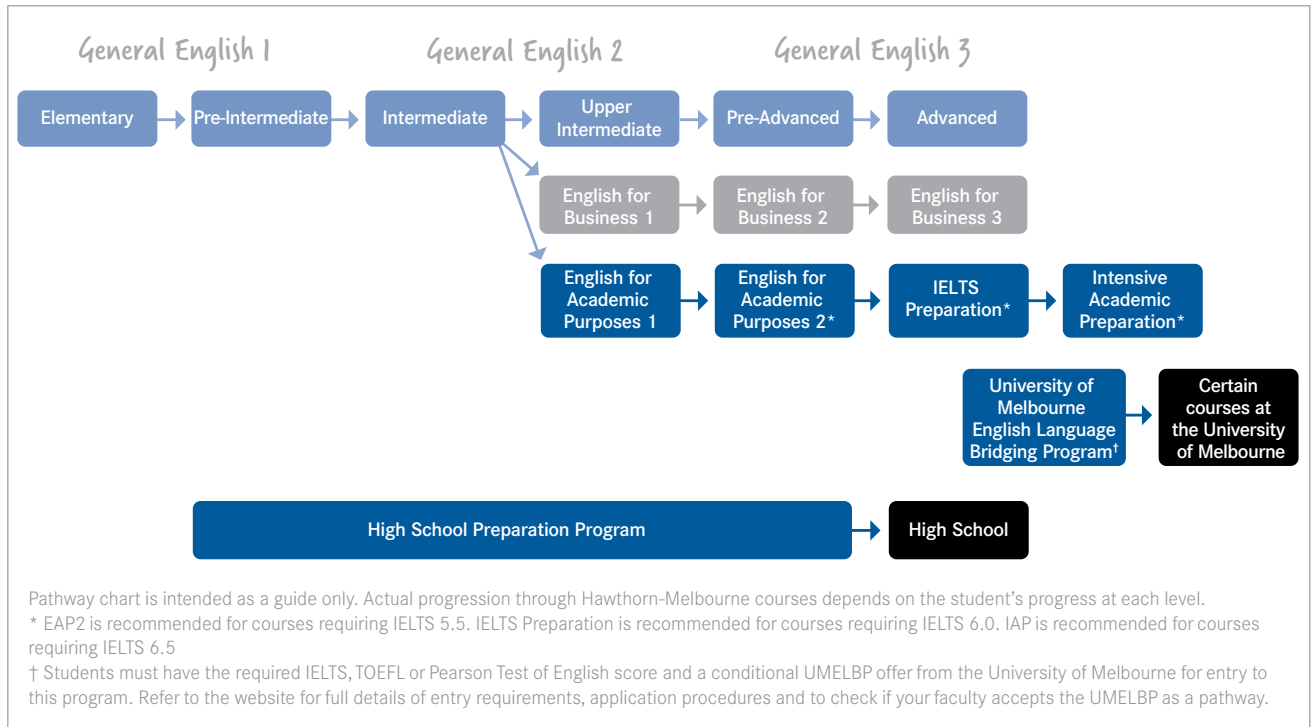 General English 1
General English 2
General English 3
Elementary
Pre-Intermediate
Intermediate
Upper
Intermediate
Pre-Advanced
Advanced
English for
Business 1
English for
Business 2
English for
Business 3
English for
Academic
Purposes 1
English for
Academic
Purposes 2*
IELTS
Preparation*
Intensive
Academic
Preparation*
University of
Melbourne
English Language
Bridging Program†
Certain
courses at
the University
of Melbourne
High School Preparation Program
High School
Pathway chart is intended as a guide only. Actual progression through Hawthorn-Melbourne courses depends on the student's progress at each level.
* EAP2 is recommended for courses requiring IELTS 5.5. IELTS Preparation is recommended for courses requiring IELTS 6.0. IAP is recommended for courses
requiring IELTS 6.5
† Students must have the required IELTS, TOEFL or Pearson Test of English score and a conditional UMELBP offer from the University of Melbourne for entry to
this program. Refer to the website for full details of entry requirements, application procedures and to check if your faculty accepts the UMELBP as a pathway.